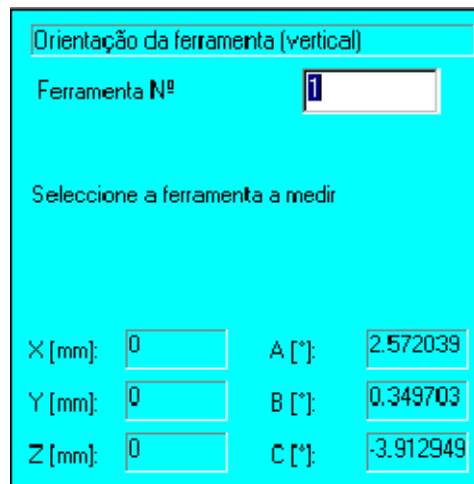 Orientação da ferramenta (vertical)
Ferramenta Nº 1
Seleccione a ferramenta a medir
X [mm]: 0 A [°]: 2.572039
Y [mm]: 0 B [°]: 0.349703
Z [mm]: 0 C [°]: -3.912949